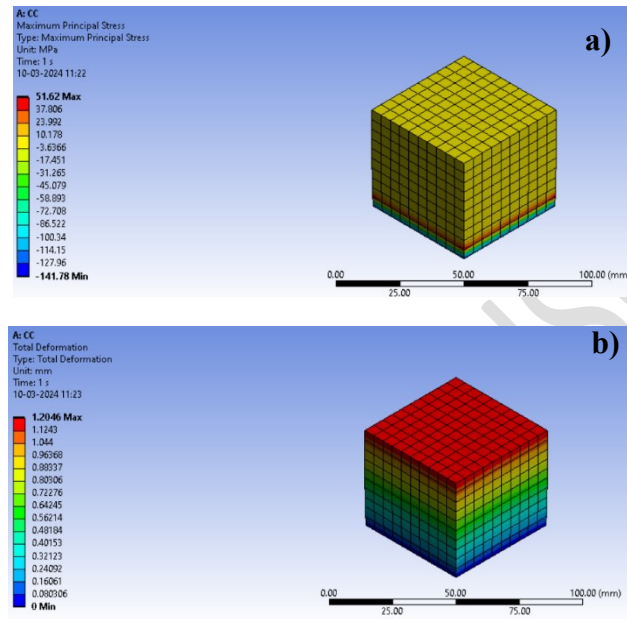 A: CC
Maximum Principal Stress
Type: Maximum Principal Stress
Unit: MPa
Time: 1 s
10-03-2024 11:22
a)
51.62 Max
37.806
23.992
10.178
-3.6366
-17.451
-31.265
-45.079
-58.893
-72.708
-86.522
-100.34
-114.15
-127.96
-141.78 Min
0.00 50.00 100.00 (mm
25.00 75.00
A: CC
Total Deformation
Type: Total Deformation
Unit: mm
Time: 1 s
10-03-2024 11:23
b)
1.2046 Max
1.1243
1.044
0.96368
0.88337
0.80306
0.72276
0.64245
0.56214
0.48184
0.40153
0.32123
0.24092
0.16061
0.080306
0 Min
0.00 50.00 100.00 (mm)
25.00 75.00